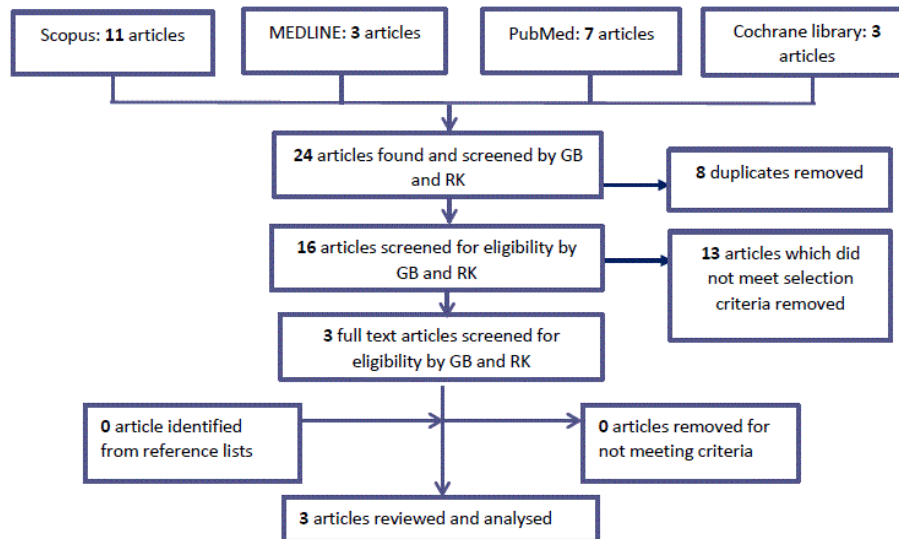 Scopus: 11 articles
MEDLINE: 3 articles
PubMed: 7 articles
Cochrane library: 3
articles
24 articles found and screened by GB
and RK
8 duplicates removed
16 articles screened for eligibility by
GB and RK
13 articles which did
not meet selection
criteria removed
3 full text articles screened for
eligibility by GB and RK
0 article identified
from reference lists
0 articles removed for
not meeting criteria
3 articles reviewed and analysed